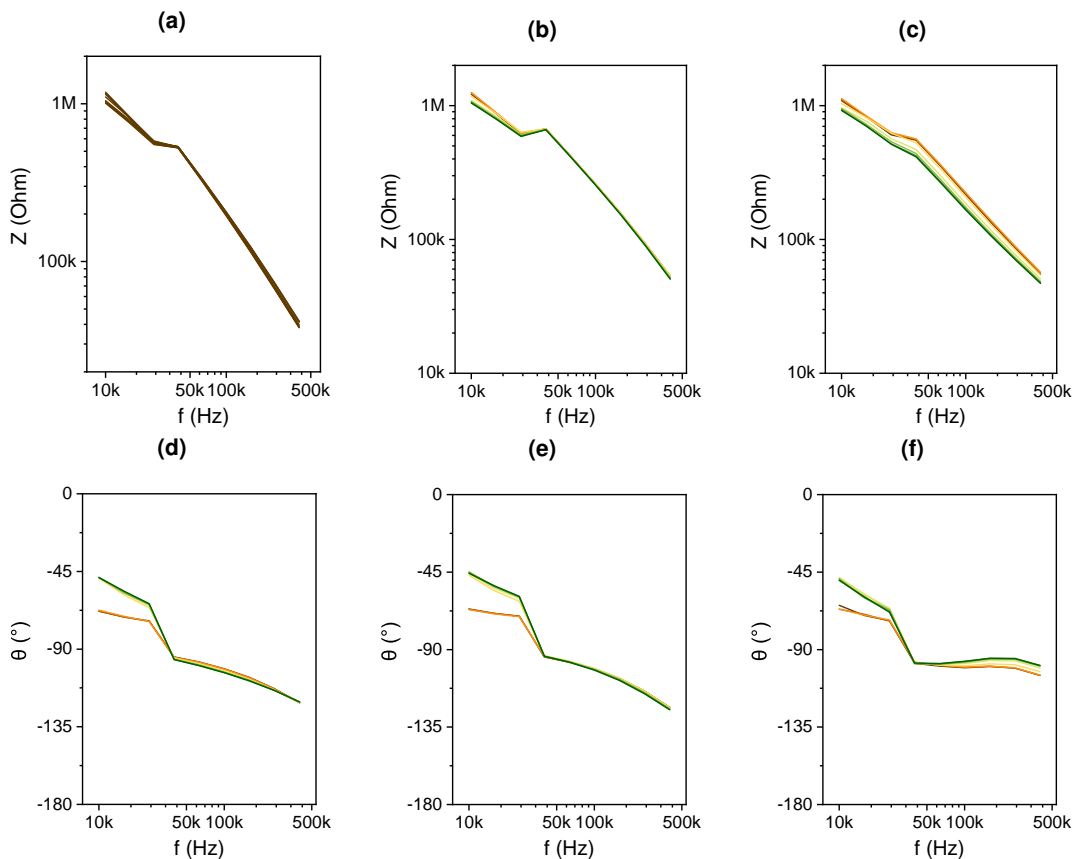 (a)
1M
100k
Z (Ohm)
10k
50k
100k
500k
f (Hz)
(b)
1M
100k
10k
Z (Ohm)
10k
50k
100k
500k
f (Hz)
(c)
1M
100k
10k
Z (Ohm)
10k
50k
100k
500k
f (Hz)
(d)
0
-45
-90
-135
-180
θ (°)
10k
50k
100k
500k
f (Hz)
(e)
0
-45
-90
-135
-180
θ (°)
10k
50k
100k
500k
f (Hz)
(f)
0
-45
-90
-135
-180
θ (°)
10k
50k
100k
500k
f (Hz)